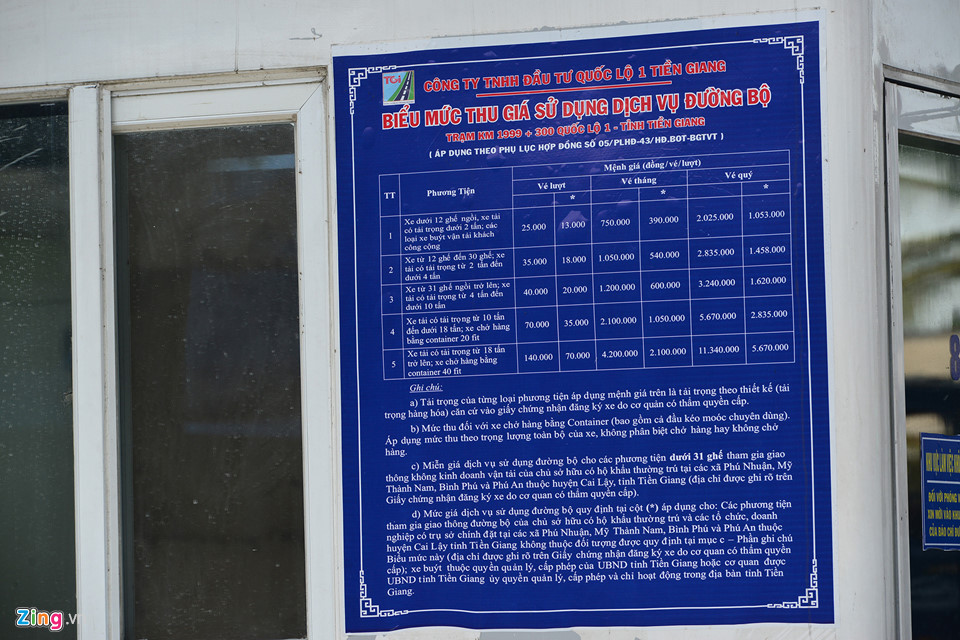 TGi
CÔNG TY TNHH ĐẦU TƯ QUỐC LỘ 1 TIỀN GIANG
BIỂU MỨC THU GIÁ SỬ DỤNG DỊCH VỤ ĐƯỜNG BỘ
TRẠM KM 1999 + 300 QUỐC LỘ 1 - TỈNH TIỀN GIANG
( ÁP DỤNG THEO PHỤ LỤC HỢP ĐỒNG SỐ 05/PLHĐ-43/HĐ.BOT-BGTVT )
TT Phương Tiện Mệnh giá (đồng/vé/lượt)
Vé lượt Vé tháng Vé quý
* * *
1 Xe dưới 12 ghế ngồi, xe tải
có tải trọng dưới 2 tấn; các
loại xe buýt vận tải khách
công cộng
25.000 13.000 750.000 390.000 2.025.000 1.053.000
2 Xe từ 12 ghế đến 30 ghế; xe
tải có tải trọng từ 2 tấn đến
dưới 4 tấn
35.000 18.000 1.050.000 540.000 2.835.000 1.458.000
3 Xe từ 31 ghế ngồi trở lên; xe
tải có tải trọng từ 4 tấn đến
dưới 10 tấn
40.000 20.000 1.200.000 600.000 3.240.000 1.620.000
4 Xe tải có tải trọng từ 10 tấn
đến dưới 18 tấn; xe chở hàng
bằng container 20 fit
70.000 35.000 2.100.000 1.050.000 5.670.000 2.835.000
5 Xe tải có tải trọng từ 18 tấn
trở lên; xe chở hàng bằng
container 40 fit
140.000 70.000 4.200.000 2.100.000 11.340.000 5.670.000
Ghi chú:
a) Tải trọng của từng loại phương tiện áp dụng mệnh giá trên là tải trọng theo thiết kế (tải
trọng hàng hóa) căn cứ vào giấy chứng nhận đăng ký xe do cơ quản có thẩm quyền cấp.
b) Mức thu đối với xe chở hàng bằng Container (bao gồm cả đầu kéo moóc chuyên dùng).
Áp dụng mức thu theo trọng lượng toàn bộ của xe, không phân biệt chở hàng hay không chở
hàng.
c) Miễn giá dịch vụ sử dụng đường bộ cho các phương tiện dưới 31 ghế tham gia giao
thông không kinh doanh vận tải của chủ sở hữu có hộ khẩu thường trú tại các xã Phú Nhuận, Mỹ
Thành Nam, Bình Phú và Phú An thuộc huyện Cai Lậy, tỉnh Tiền Giang (địa chỉ được ghi rõ trên
Giấy chứng nhận đăng ký xe do cơ quan có thẩm quyền cấp).
d) Mức giá dịch vụ sử dụng đường bộ quy định tại cột (*) áp dụng cho: Các phương tiện
tham gia giao thông đường bộ của chủ sở hữu có hộ khẩu thường trú và các tổ chức, doanh
nghiệp có trụ sở chính đặt tại các xã Phú Nhuận, Mỹ Thành Nam, Bình Phú và Phú An thuộc
huyện Cai Lậy tỉnh Tiền Giang không thuộc đối tượng được quy định tại mục c – Phần ghi chú
Biểu mức này (địa chỉ được ghi rõ trên Giấy chứng nhận đăng ký xe do cơ quan có thẩm quyền
cấp); xe buýt thuộc quyền quản lý, cấp phép của UBND tỉnh Tiền Giang hoặc cơ quan được
UBND tỉnh Tiền Giang ủy quyền quản lý, cấp phép và chỉ hoạt động trong địa bàn tỉnh Tiền
Giang.
8
ĐỐI VỚI PHÓNG V
XIN MỜI VÀO KHU
CỦA BÁO CHÍ ĐƯ
Zing.v